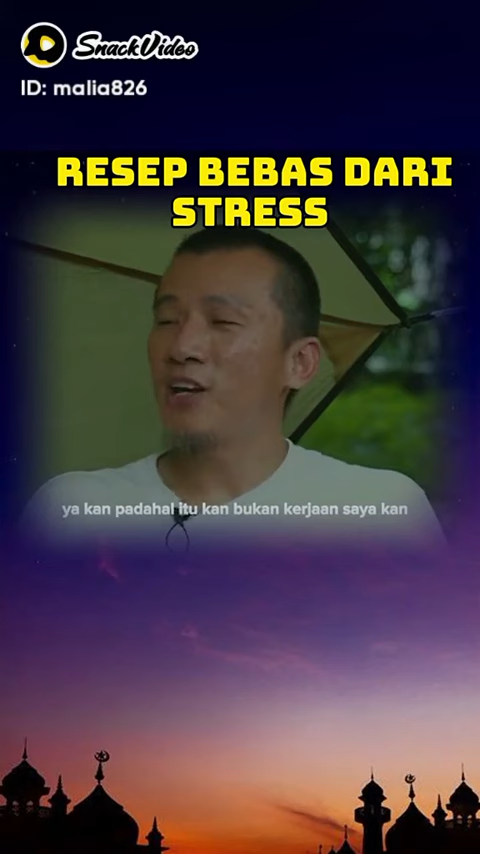 SnackVideo
ID: malia826
RESEP BEBAS DARI
STRESS
ya kan padahal itu kan bukan kerjaan saya kan